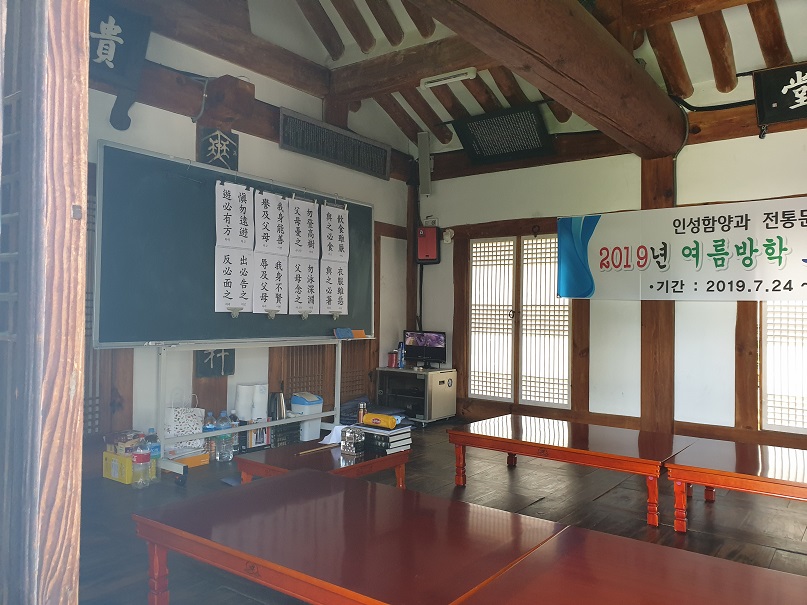 貴
飲食雖厭
與之必食
勿登高樹
父母憂之
我身能善
譽及父母
愼勿遠遊
遊必有方
衣服雖惡
與之必著
勿泳深淵
父母念之
我身不賢
辱及父母
出必告之
反必面之
堂
인성함양과 전통문
2019년 여름방학
•기간 : 2019.7.24 ~